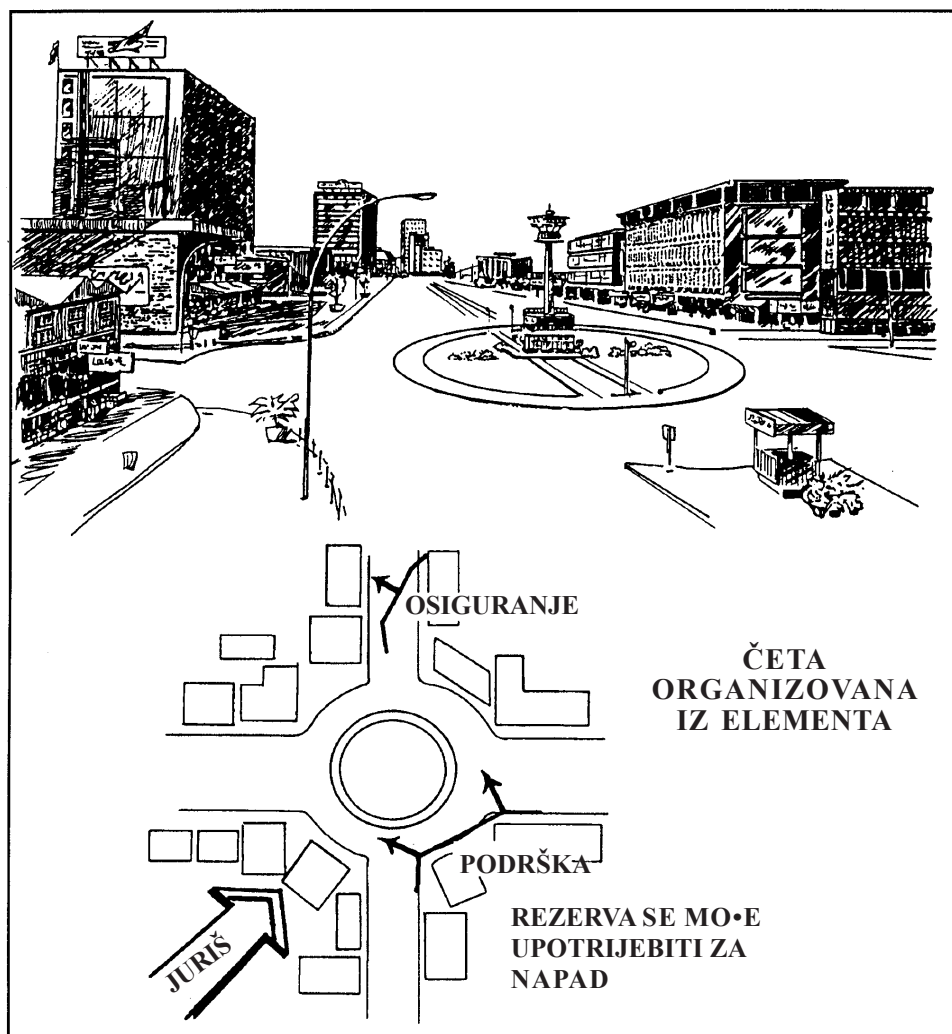 OSIGURANJE
ČETA
ORGANIZOVANA
IZ ELEMENTA
PODRŠKA
REZERVA SE MO•E
UPOTRIJEBITI ZA
NAPAD
JURIŠ